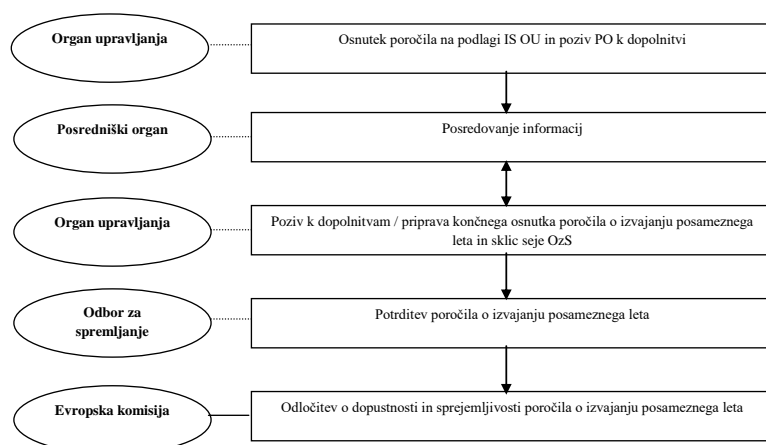 Organ upravljanja
Osnutek poročila na podlagi IS OU in poziv PO k dopolnitvi
Posredniški organ
Posredovanje informacij
Organ upravljanja
Poziv k dopolnitvam / priprava končnega osnutka poročila o izvajanju posameznega
leta in sklic seje OzS
Odbor za
spremljanje
Potrditev poročila o izvajanju posameznega leta
Evropska komisija
Odločitev o dopustnosti in sprejemljivosti poročila o izvajanju posameznega leta